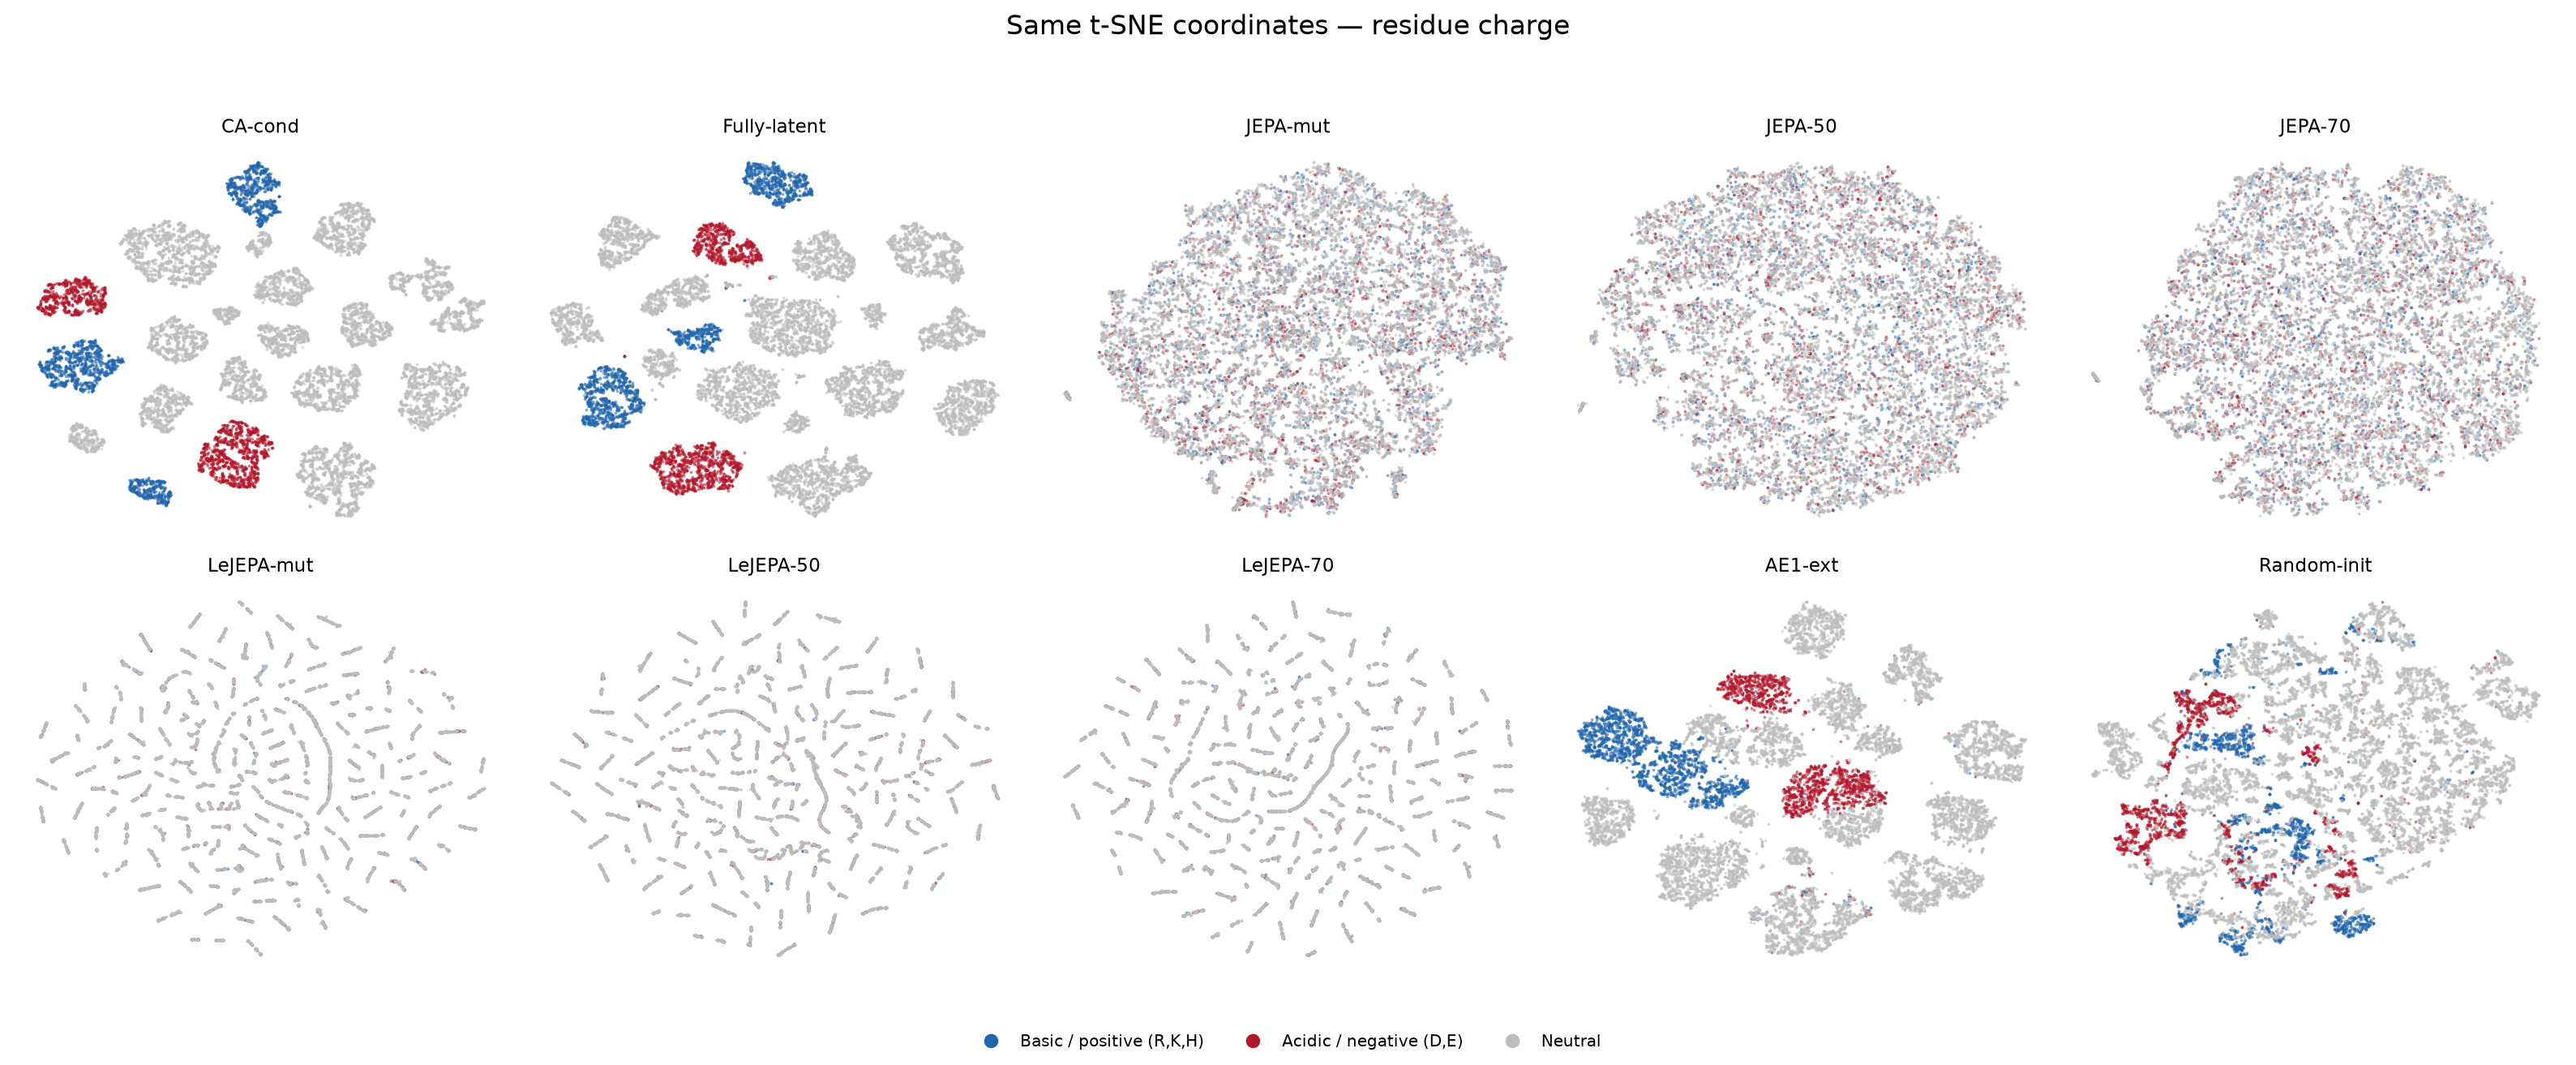 Same t-SNE coordinates — residue charge
CA-cond
Fully-latent
JEPA-mut
JEPA-50
JEPA-70
LeJEPA-mut
LeJEPA-50
LeJEPA-70
AE1-ext
Random-init
Basic / positive (R,K,H)
Acidic / negative (D,E)
Neutral